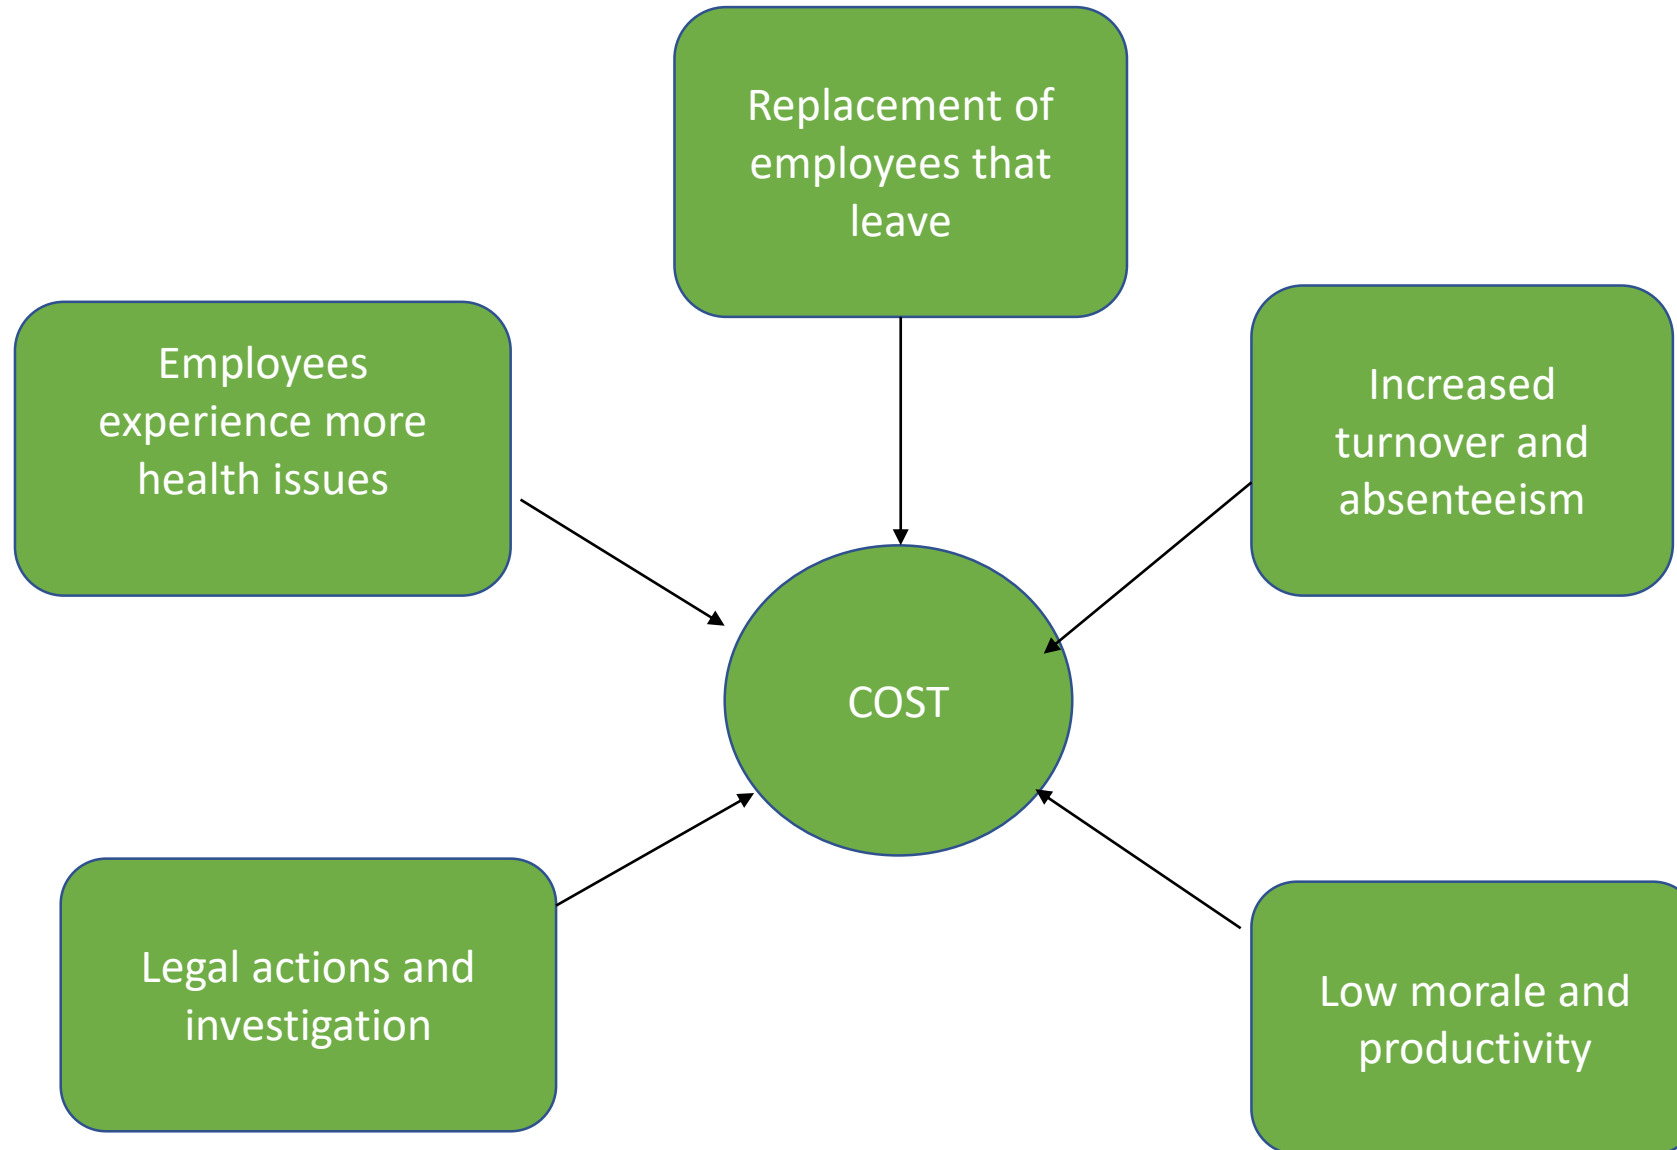 Replacement of
employees that
leave
Employees
experience more
health issues
Increased
turnover and
absenteeism
COST
Legal actions and
investigation
Low morale and
productivity